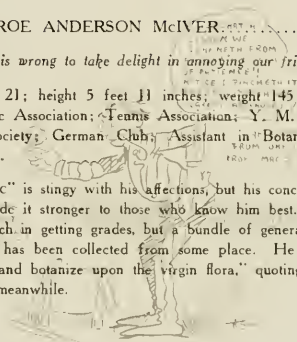 ROE ANDERSON McIVER
is wrong to take delight in annoying our fri
21; height 5 feet 11 inches; weight 145
c Association; Tennis Association; Y. M.
ociety; German Club; Assistant in Botan
c" is stingy with his affections, but his conc
de it stronger to those who know him best.
ch in getting grades, but a bundle of genera
has been collected from some place. He
and botanize upon the virgin flora," quoting
meanwhile.